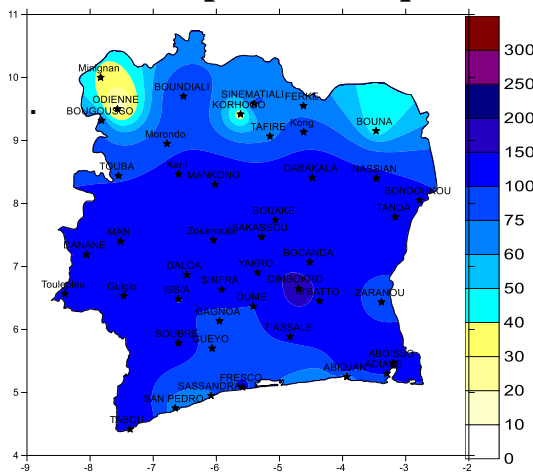 11
10
9
8
7
6
5
4
-9 -8 -7 -6 -5 -4 -3 -2
300
250
200
150
100
75
60
50
40
30
20
10
0
Minignan
ODIENNE
BOUNDIALI
SINEMATIALI
FERKE
KORHOGO
BOUGOUSSO
BOUNA
TAFIRE
Kong
Morondo
TOUBA
Kani
MANKONO
DABAKALA
NASSIAN
BONDOUKOU
TANDA
BOUAKE
SAKASSOU
MAN
DANANE
BOCANDA
YAKRO
DALOA
DIMBOKRO
Toulepleu
Guiglo
ISSIA
SINFRA
ZARANOU
OUME
GAGNOA
TIASSALE
SOUBRE
GUEYO
ABOISSO
ADIAKE
ABIDJAN
FRESCO
SASSANDRA
SAN PEDRO
TABOU